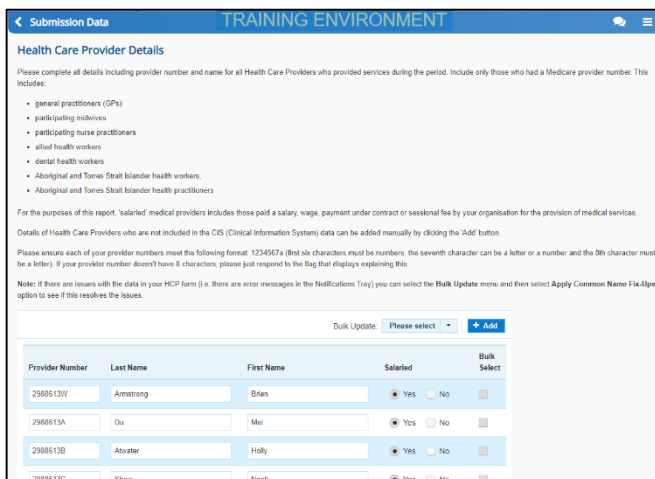 Submission Data
TRAINING ENVIRONMENT
Health Care Provider Details
Please complete all details including provider number and name for all Health Care Providers who provided services during the period. Include only those who had a Medicare provider number. This
includes:
• general practitioners (GPs)
• participating midwives
• participating nurse practitioners
• allied health workers
• dental health workers
• Aboriginal and Torres Strait Islander health workers,
• Aboriginal and Torres Strait Islander health practitioners
For the purposes of this report, 'salaried' medical providers includes those paid a salary, wage, payment under contract or sessional fee by your organisation for the provision of medical services.
Details of Health Care Providers who are not included in the CIS (Clinical Information System) data can be added manually by clicking the 'Add' button.
Please ensure each of your provider numbers meet the following format: 1234567a (first six characters must be numbers, the seventh character can be a letter or a number and the 8th character must
be a letter). If your provider number doesn't have 8 characters, please just respond to the flag that displays explaining this.
Note: If there are issues with the data in your HCP form (i.e. there are error messages in the Notifications Tray) you can select the Bulk Update menu and then select Apply Common Name Fix-Ups
option to see if this resolves the issues.
Bulk Update: Please select + Add
Provider Number Last Name First Name Salaried Bulk Select
2988613W Armstrong Brian Yes No
2988613A Du Mei Yes No
2988613B Atwater Holly Yes No
2988613C Yes No